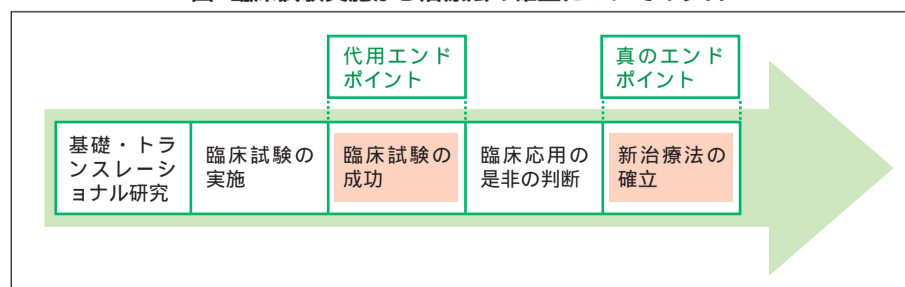 代用エンド
ポイント
真のエンド
ポイント
基礎・トラ
ンスレーシ
ョナル研究
臨床試験の
実施
臨床試験の
成功
臨床応用の
是非の判断
新治療法の
確立